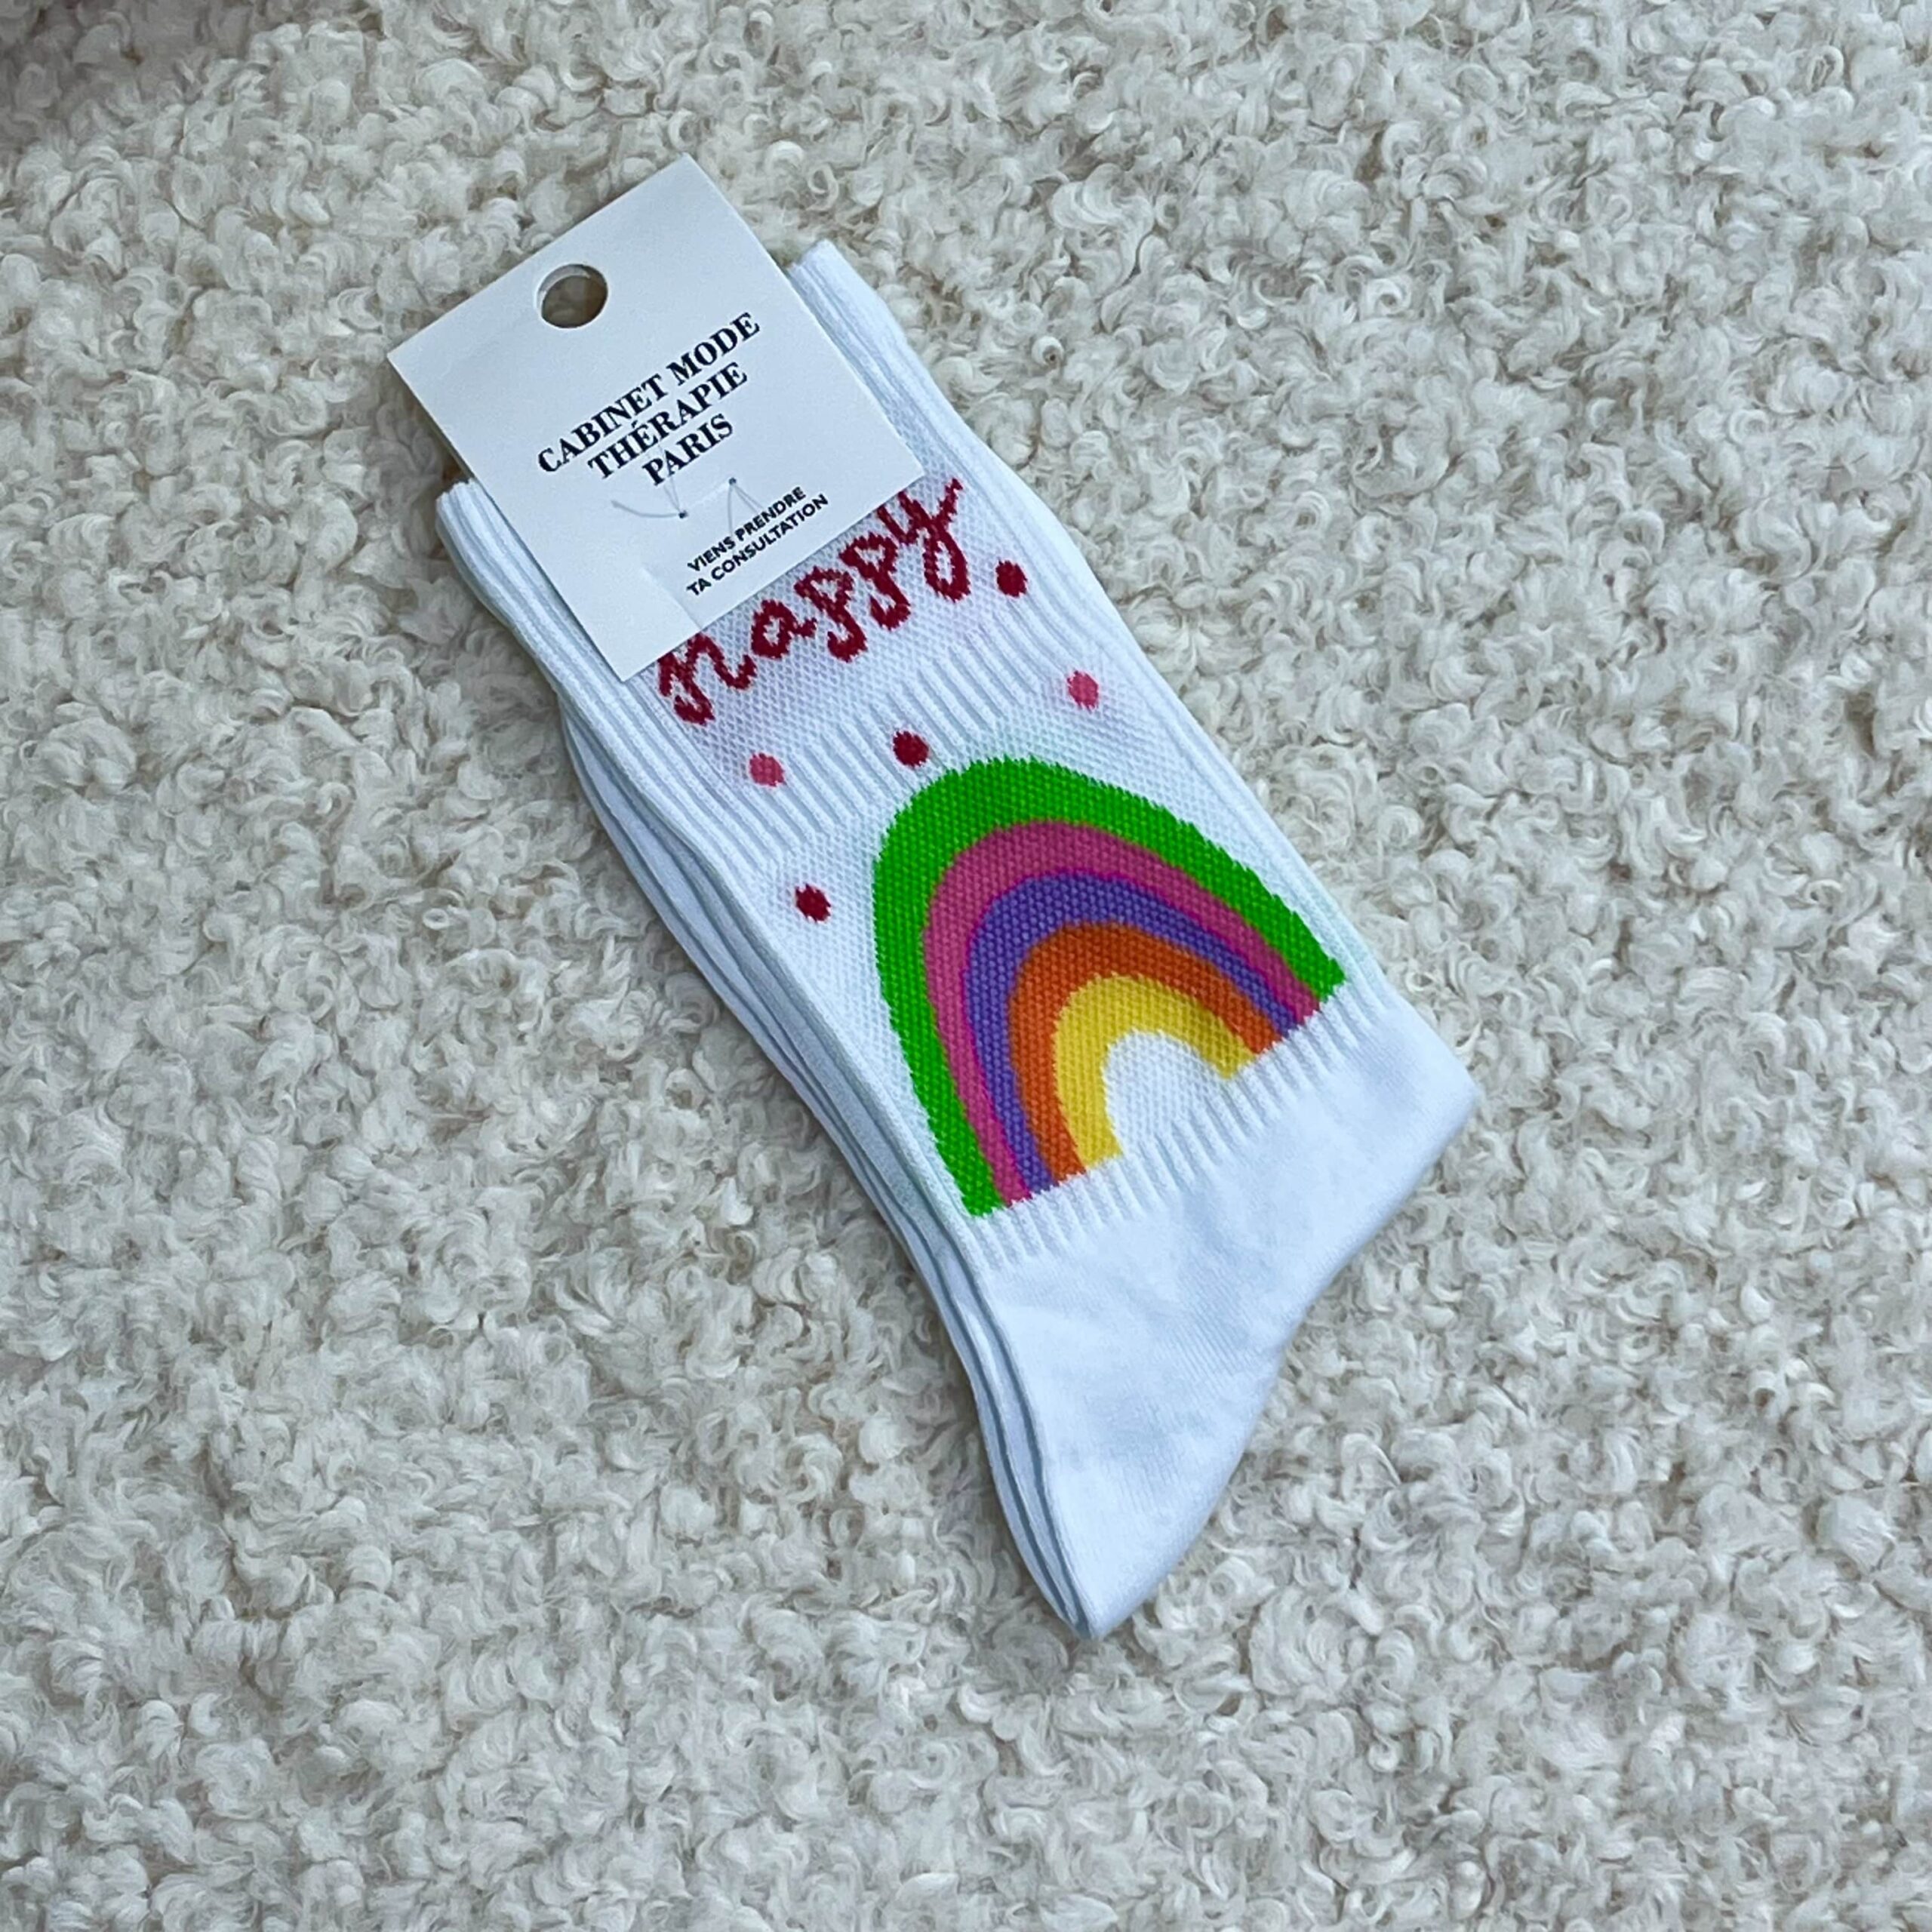 CABINET MODE
THÉRAPIE
PARIS
VIENS PRENDRE
TA CONSULTATION
happy